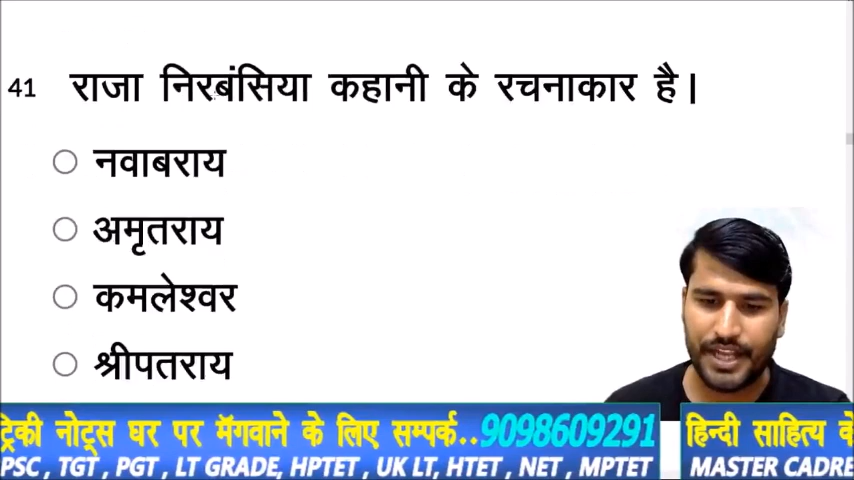 41 राजा निरबंसिया कहानी के रचनाकार है।
नवाबराय
अमृतराय
कमलेश्वर
श्रीपतराय
ट्रिकी नोट्स घर पर मॅगवाने के लिए सम्पर्क..9098609291 हिन्दी साहित्य के
PSC, TGT, PGT, LT GRADE, HPTET, UK LT, HTET, NET, MPTET MASTER CADRE